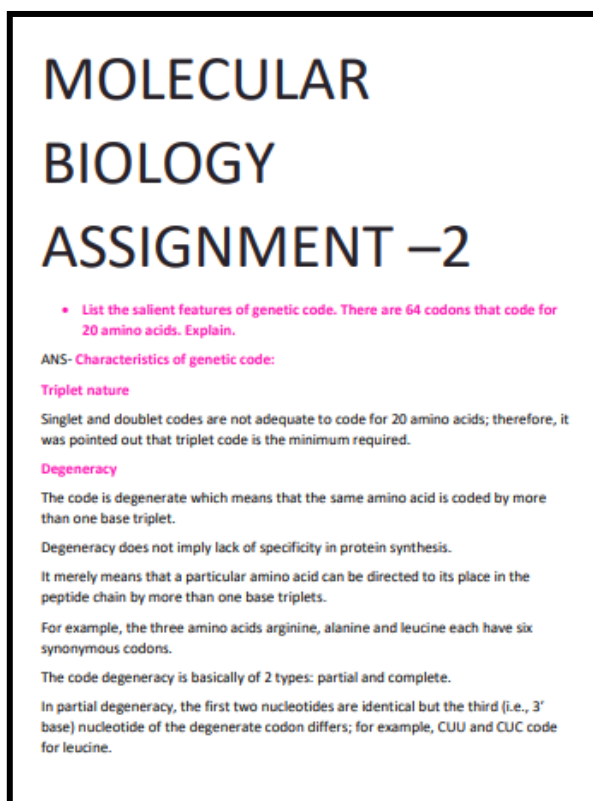 MOLECULAR
BIOLOGY
ASSIGNMENT –2
• List the salient features of genetic code. There are 64 codons that code for
20 amino acids. Explain.
ANS- Characteristics of genetic code:
Triplet nature
Singlet and doublet codes are not adequate to code for 20 amino acids; therefore, it
was pointed out that triplet code is the minimum required.
Degeneracy
The code is degenerate which means that the same amino acid is coded by more
than one base triplet.
Degeneracy does not imply lack of specificity in protein synthesis.
It merely means that a particular amino acid can be directed to its place in the
peptide chain by more than one base triplets.
For example, the three amino acids arginine, alanine and leucine each have six
synonymous codons.
The code degeneracy is basically of 2 types: partial and complete.
In partial degeneracy, the first two nucleotides are identical but the third (i.e., 3’
base) nucleotide of the degenerate codon differs; for example, CUU and CUC code
for leucine.